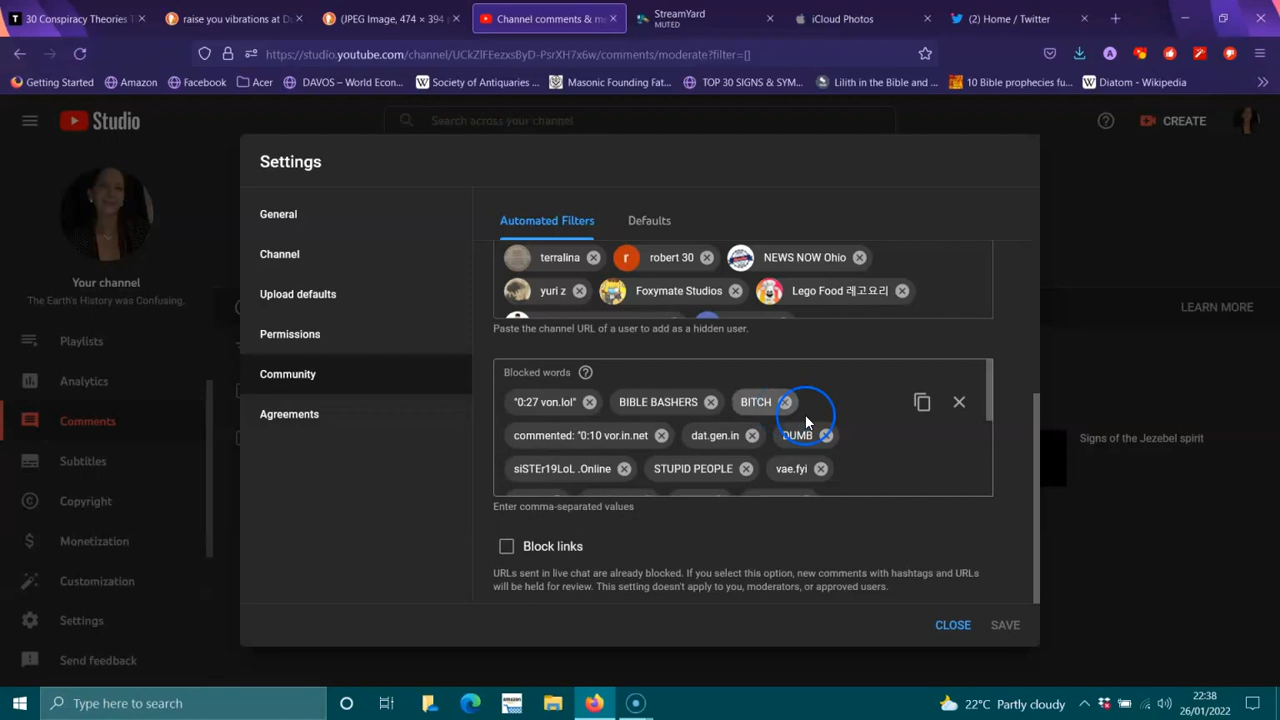 30 Conspiracy Theories T
raise you vibrations at Du
(JPEG Image, 474 × 394 p
Channel comments & m
StreamYard
MUTED
iCloud Photos
(2) Home / Twitter
https://studio.youtube.com/channel/UCkZlFEezxsByD-PsrXH7x6w/comments/moderate?filter=[]
Getting Started
Amazon
Facebook
Acer
DAVOS – World Econ...
Society of Antiquaries ...
Masonic Founding Fat...
TOP 30 SIGNS & SYM...
Lilith in the Bible and ...
10 Bible prophecies fu...
Diatom - Wikipedia
Studio
Search across your channel
CREATE
Settings
General
Automated Filters
Defaults
Channel
terralina
robert 30
NEWS NOW Ohio
Your channel
The Earth's History was Confusing.
Upload defaults
yuri z
Foxymate Studios
Lego Food 레고요리
LEARN MORE
Paste the channel URL of a user to add as a hidden user.
Playlists
Permissions
Analytics
Community
Blocked words
"0:27 von.lol"
BIBLE BASHERS
BITCH
Comments
Agreements
commented: "0:10 vor.in.net
dat.gen.in
DUMB
Signs of the Jezebel spirit
Subtitles
siSTEr19LoL .Online
STUPID PEOPLE
vae.fyi
Copyright
Enter comma-separated values
Monetization
Block links
Customization
URLs sent in live chat are already blocked. If you select this option, new comments with hashtags and URLs
will be held for review. This setting doesn't apply to you, moderators, or approved users.
Settings
CLOSE
SAVE
Send feedback
Type here to search
amazon
22°C Partly cloudy
22:38
26/01/2022